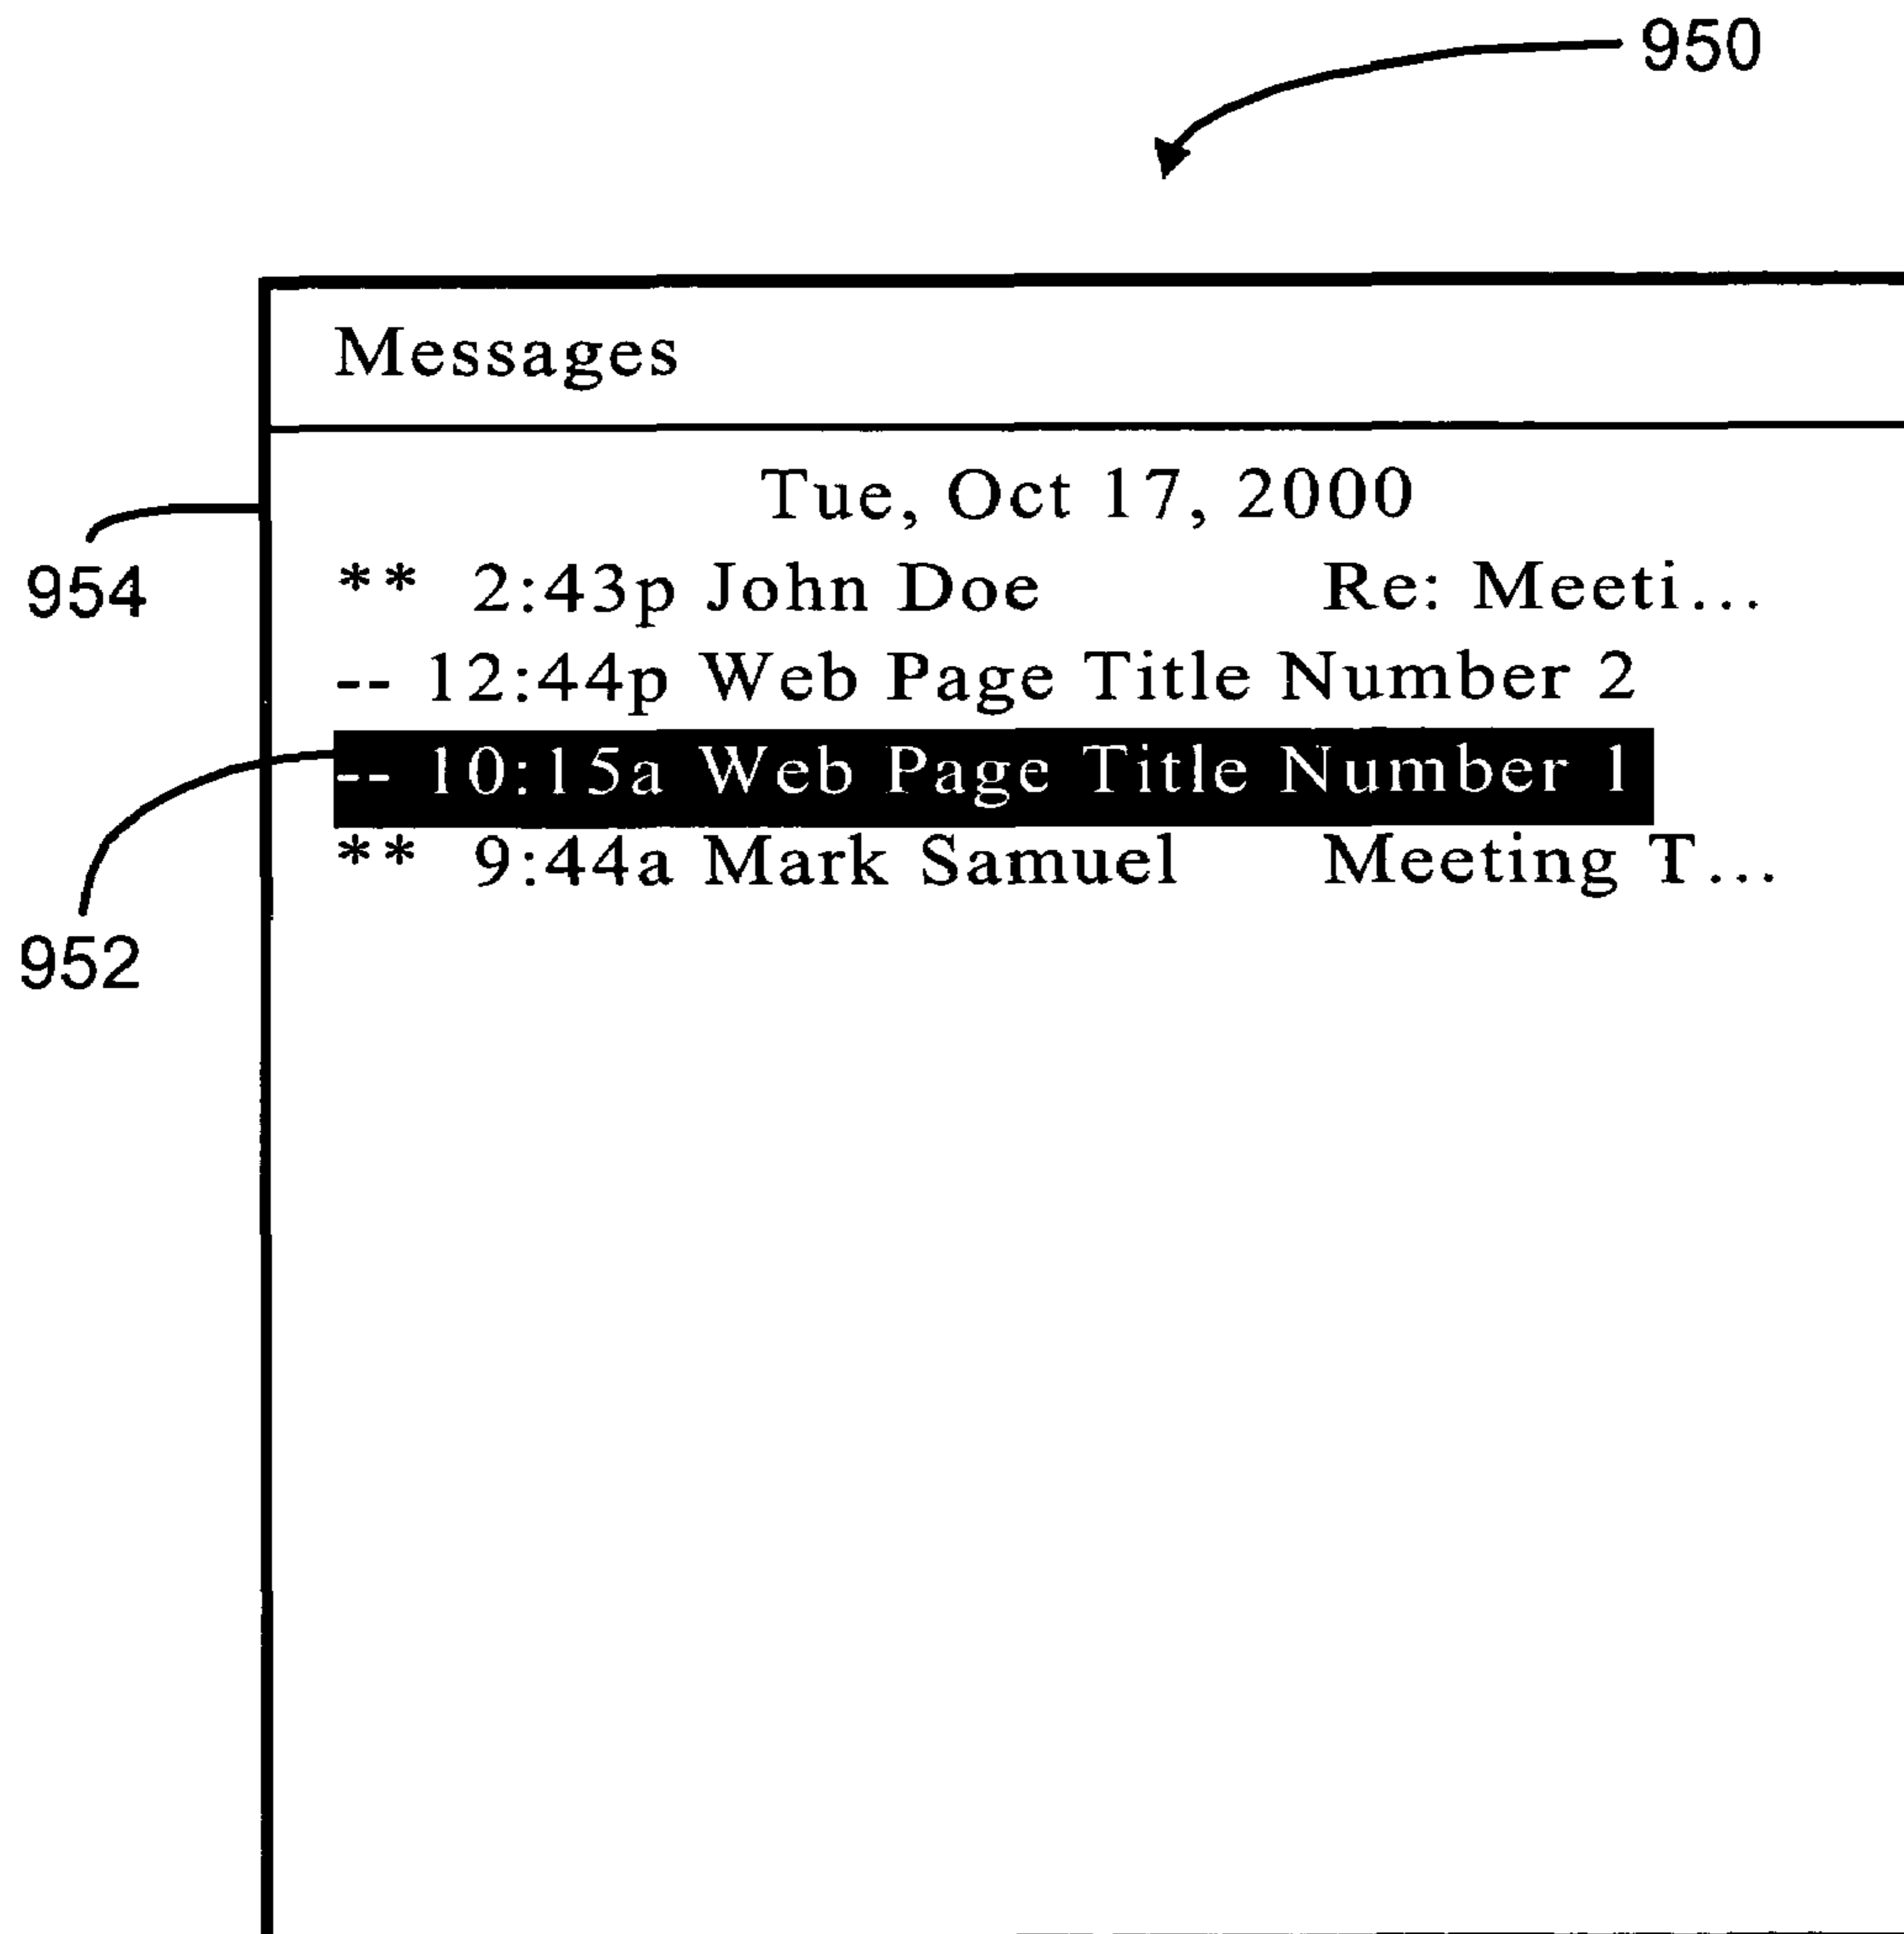 950
Messages
Tue, Oct 17, 2000
954
** 2:43p John Doe Re: Meeti...
-- 12:44p Web Page Title Number 2
-- 10:15a Web Page Title Number 1
** 9:44a Mark Samuel Meeting T...
952